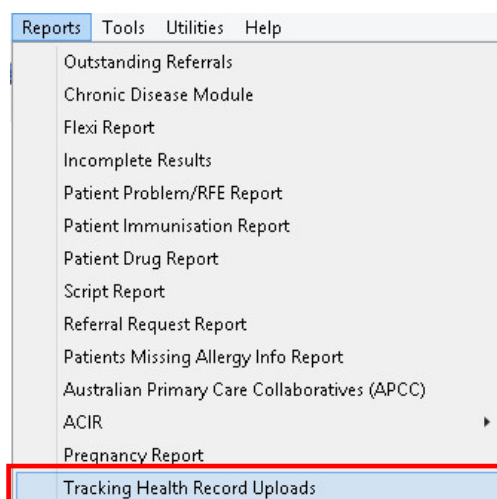 Reports Tools Utilities Help
Outstanding Referrals
Chronic Disease Module
Flexi Report
Incomplete Results
Patient Problem/RFE Report
Patient Immunisation Report
Patient Drug Report
Script Report
Referral Request Report
Patients Missing Allergy Info Report
Australian Primary Care Collaboratives (APCC)
ACIR
Pregnancy Report
Tracking Health Record Uploads